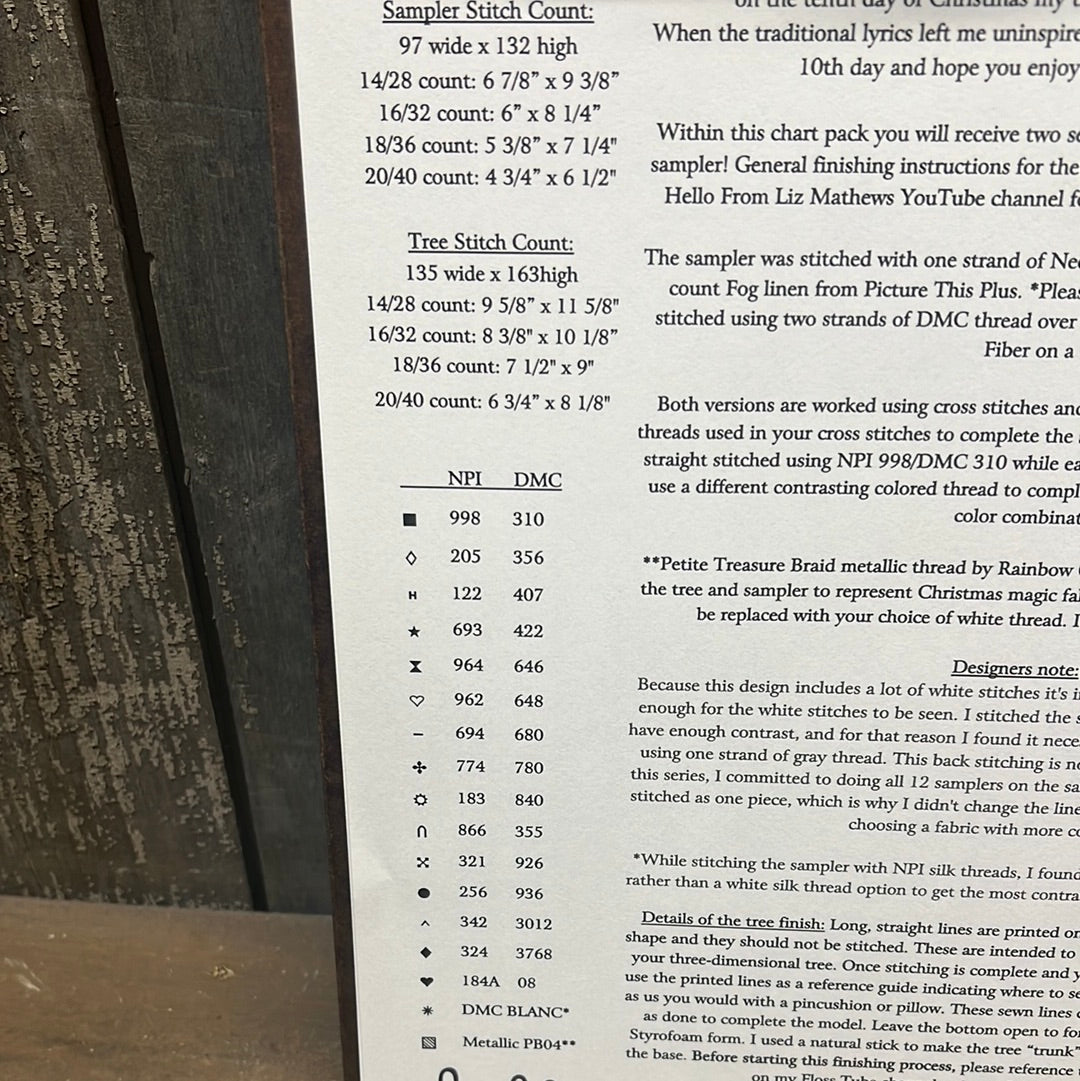 Sampler Stitch Count:
97 wide x 132 high
14/28 count: 6 7/8” x 9 3/8”
16/32 count: 6” x 8 1/4”
18/36 count: 5 3/8” x 7 1/4"
20/40 count: 4 3/4” x 6 1/2"
Tree Stitch Count:
135 wide x 163high
14/28 count: 9 5/8” x 11 5/8"
16/32 count: 8 3/8" x 10 1/8”
18/36 count: 7 1/2" x 9"
20/40 count: 6 3/4” x 8 1/8"
NPI DMC
998 310
205 356
H 122 407
693 422
964 646
962 648
694 680
774 780
183 840
866 355
321 926
256 936
342 3012
324 3768
184A 08
DMC BLANC*
Metallic PB04**
on the tenth day of Christmas my
When the traditional lyrics left me
10th day and hope you enjoy
Within this chart pack you will receive two
sampler! General finishing instructions for the
Hello From Liz Mathews YouTube channel
The sampler was stitched with one strand of
count Fog linen from Picture This Plus.
stitched using two strands of DMC thread over
Fiber on a
Both versions are worked using cross stitches
threads used in your cross stitches to complete the
straight stitched using NPI 998/DMC 310 while
use a different contrasting colored thread to
color
**Petite Treasure Braid metallic thread by Rainbow
the tree and sampler to represent Christmas magic
be replaced with your choice of white thread.
Designers note:
Because this design includes a lot of white stitches it's
enough for the white stitches to be seen. I stitched the
have enough contrast, and for that reason I found it
using one strand of gray thread. This back stitching is
this series, I committed to doing all 12 samplers on the
stitched as one piece, which is why I didn't change the
choosing a fabric with more
*While stitching the sampler with NPI silk threads, I found
rather than a white silk thread option to get the most
Details of the tree finish: Long, straight lines are printed
shape and they should not be stitched. These are intended to
your three-dimensional tree. Once stitching is complete and
use the printed lines as a reference guide indicating where to
as us you would with a pincushion or pillow. These sewn lines
as done to complete the model. Leave the bottom open to
Styrofoam form. I used a natural stick to make the tree “trunk”
the base. Before starting this finishing process, please reference
on my Floss Tube